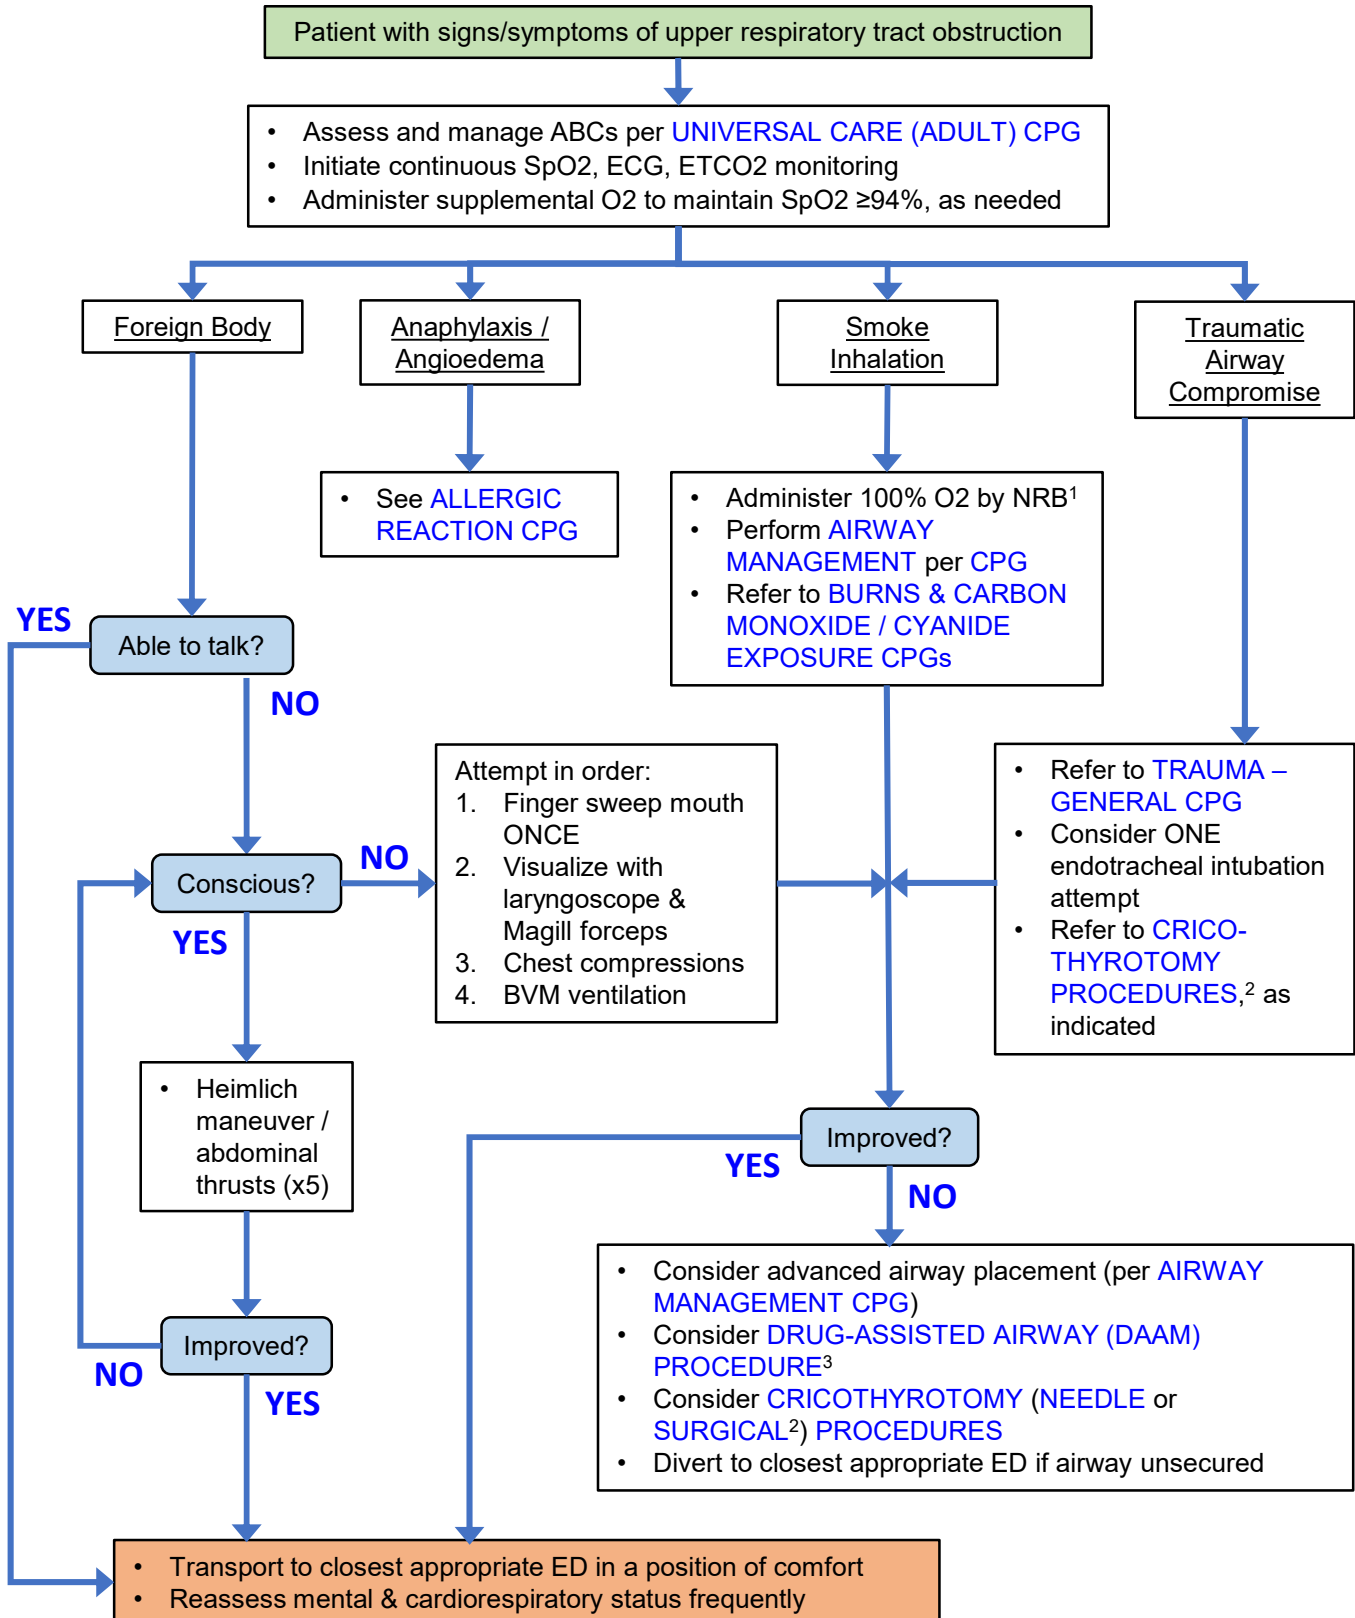 Patient with signs/symptoms of upper respiratory tract obstruction
• Assess and manage ABCs per UNIVERSAL CARE (ADULT) CPG
• Initiate continuous SpO2, ECG, ETCO2 monitoring
• Administer supplemental O2 to maintain SpO2 ≥94%, as needed
Foreign Body
Anaphylaxis /
Angioedema
Smoke
Inhalation
Traumatic
Airway
Compromise
• See ALLERGIC
REACTION CPG
• Administer 100% O2 by NRB¹
• Perform AIRWAY
MANAGEMENT per CPG
• Refer to BURNS & CARBON
MONOXIDE / CYANIDE
EXPOSURE CPGs
YES
Able to talk?
NO
Attempt in order:
1. Finger sweep mouth
ONCE
2. Visualize with
laryngoscope &
Magill forceps
3. Chest compressions
4. BVM ventilation
• Refer to TRAUMA –
GENERAL CPG
• Consider ONE
endotracheal intubation
attempt
• Refer to CRICO-
THYROTOMY
PROCEDURES,² as
indicated
Conscious?
NO
YES
• Heimlich
maneuver /
abdominal
thrusts (x5)
Improved?
YES
NO
• Consider advanced airway placement (per AIRWAY
MANAGEMENT CPG)
• Consider DRUG-ASSISTED AIRWAY (DAAM)
PROCEDURE³
• Consider CRICOTHYROTOMY (NEEDLE or
SURGICAL²) PROCEDURES
• Divert to closest appropriate ED if airway unsecured
Improved?
NO
YES
• Transport to closest appropriate ED in a position of comfort
• Reassess mental & cardiorespiratory status frequently